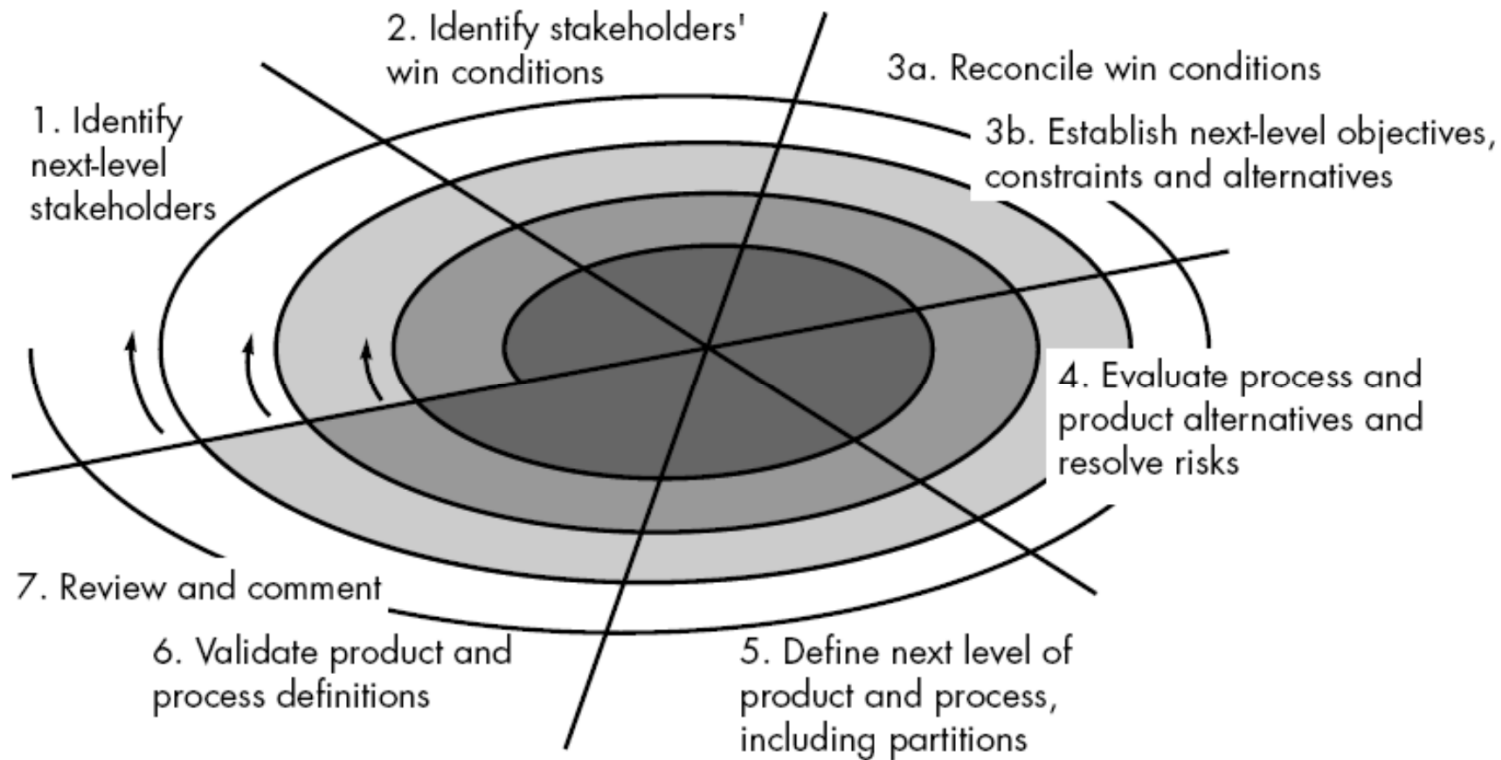 1. Identify
next-level
stakeholders
2. Identify stakeholders'
win conditions
3a. Reconcile win conditions
3b. Establish next-level objectives,
constraints and alternatives
4. Evaluate process and
product alternatives and
resolve risks
5. Define next level of
product and process,
including partitions
6. Validate product and
process definitions
7. Review and comment